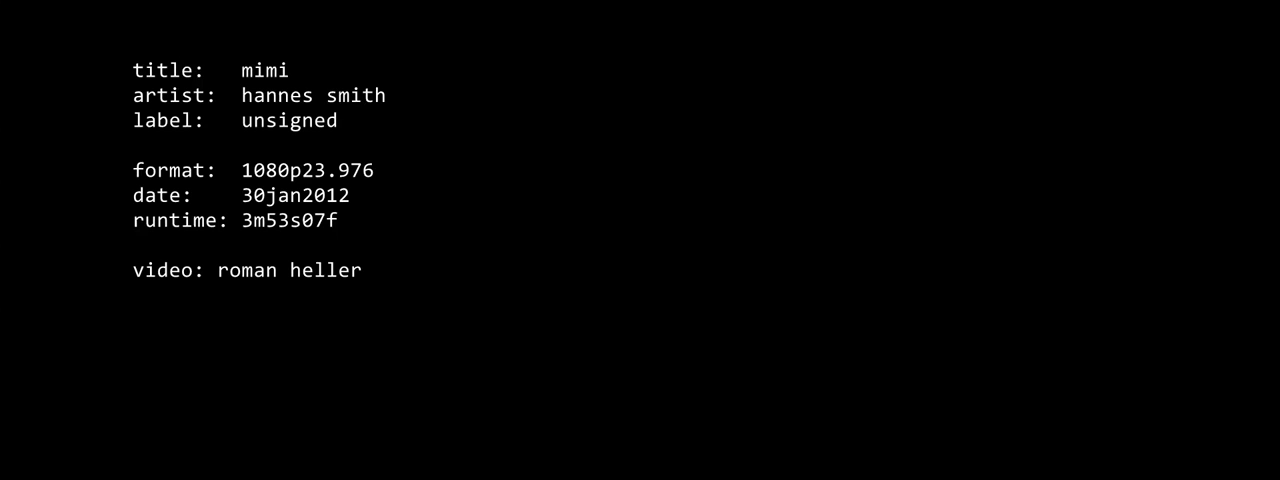 title: mimi
artist: hannes smith
label: unsigned
format: 1080p23.976
date: 30jan2012
runtime: 3m53s07f
video: roman heller